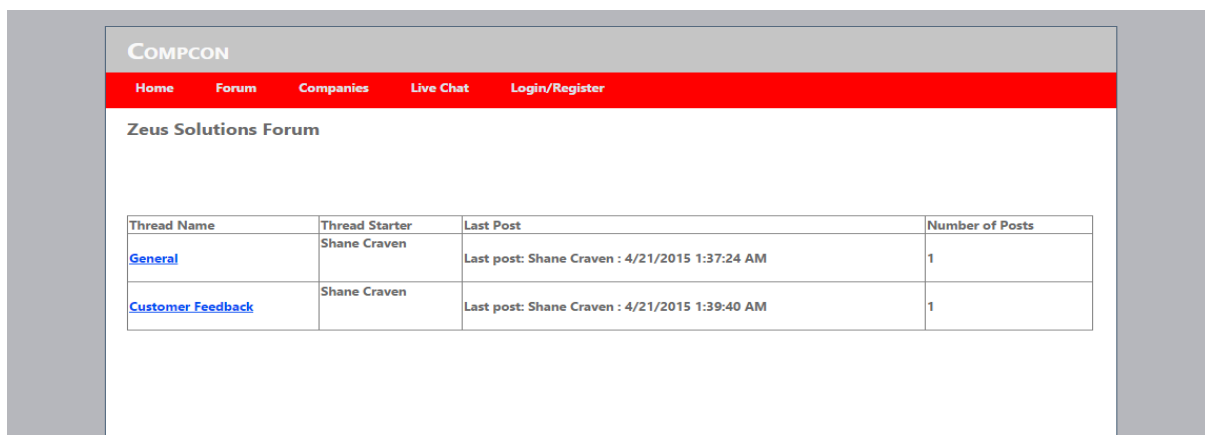 COMPCON
Home Forum Companies Live Chat Login/Register
Zeus Solutions Forum
Thread Name Thread Starter Last Post Number of Posts
General Shane Craven Last post: Shane Craven : 4/21/2015 1:37:24 AM 1
Customer Feedback Shane Craven Last post: Shane Craven : 4/21/2015 1:39:40 AM 1